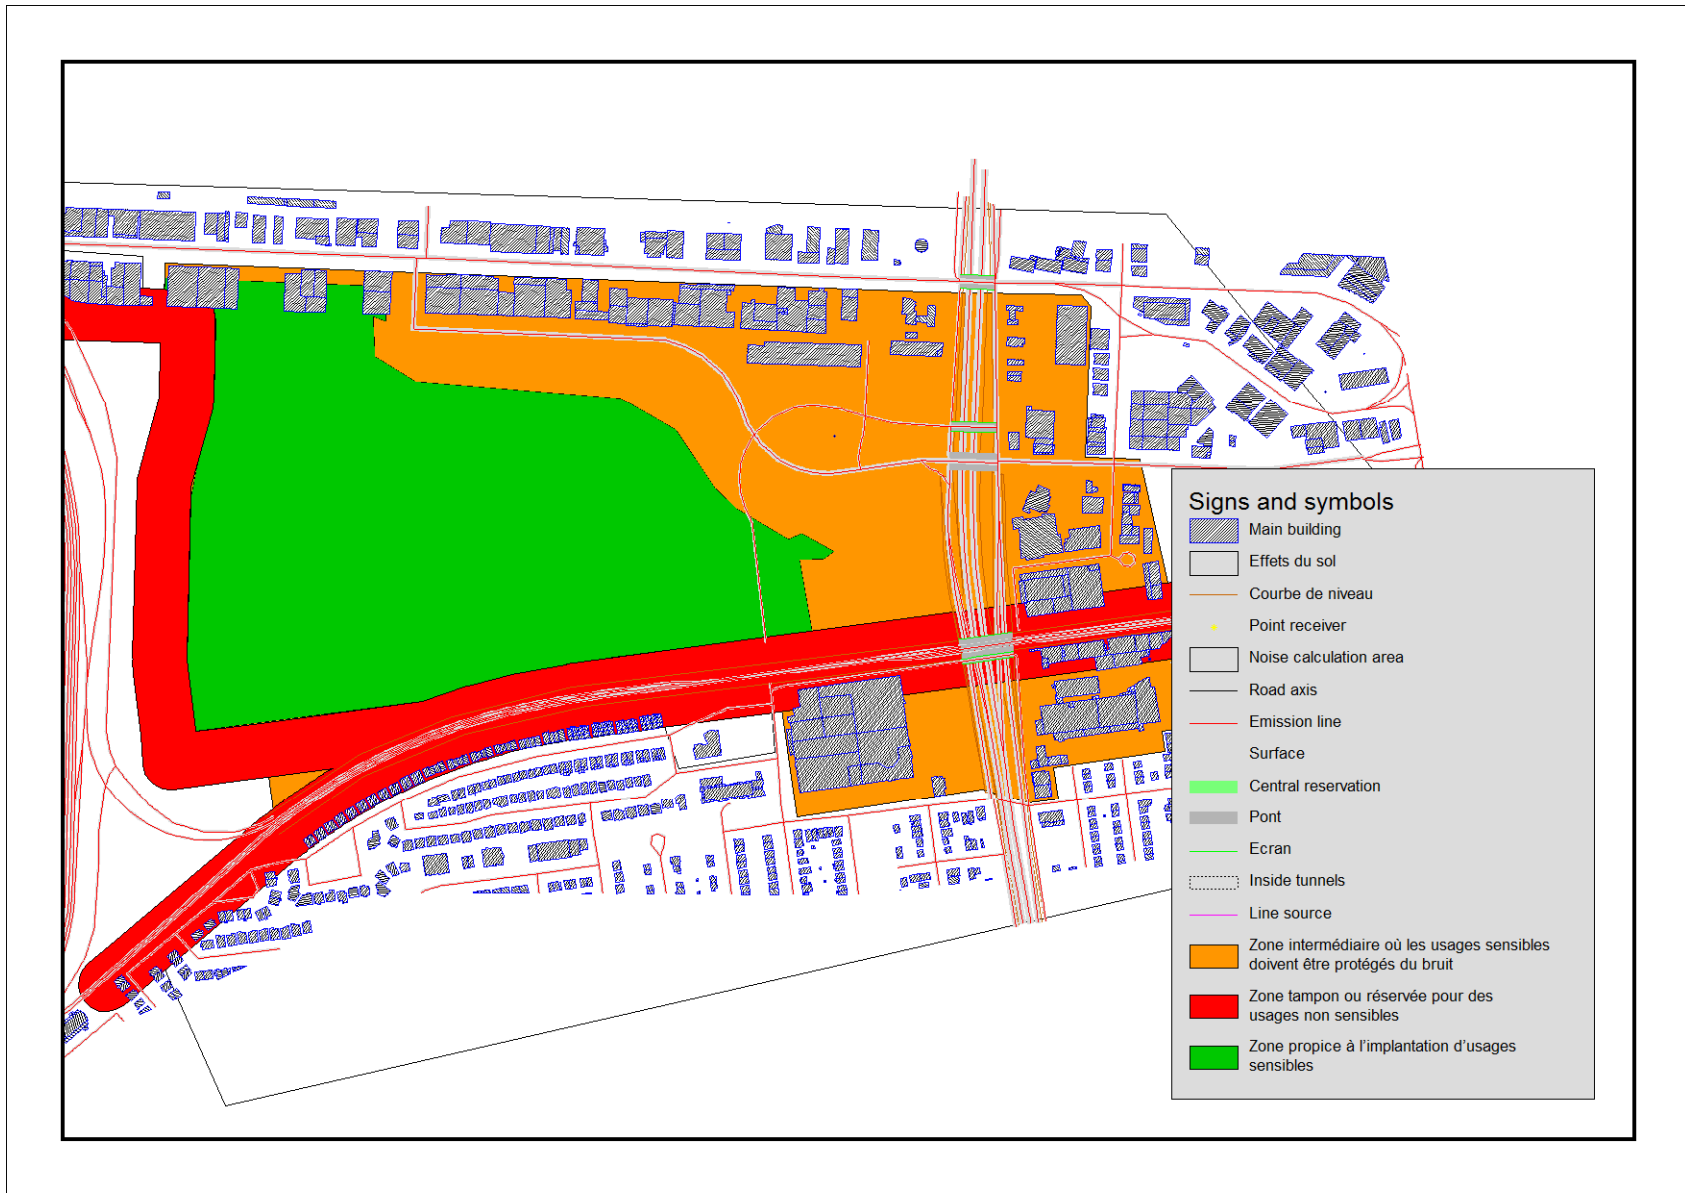 Signs and symbols
Main building
Effets du sol
Courbe de niveau
Point receiver
Noise calculation area
Road axis
Emission line
Surface
Central reservation
Pont
Ecran
Inside tunnels
Line source
Zone intermédiaire où les usages sensibles
doivent être protégés du bruit
Zone tampon ou réservée pour des
usages non sensibles
Zone propice à l'implantation d'usages
sensibles